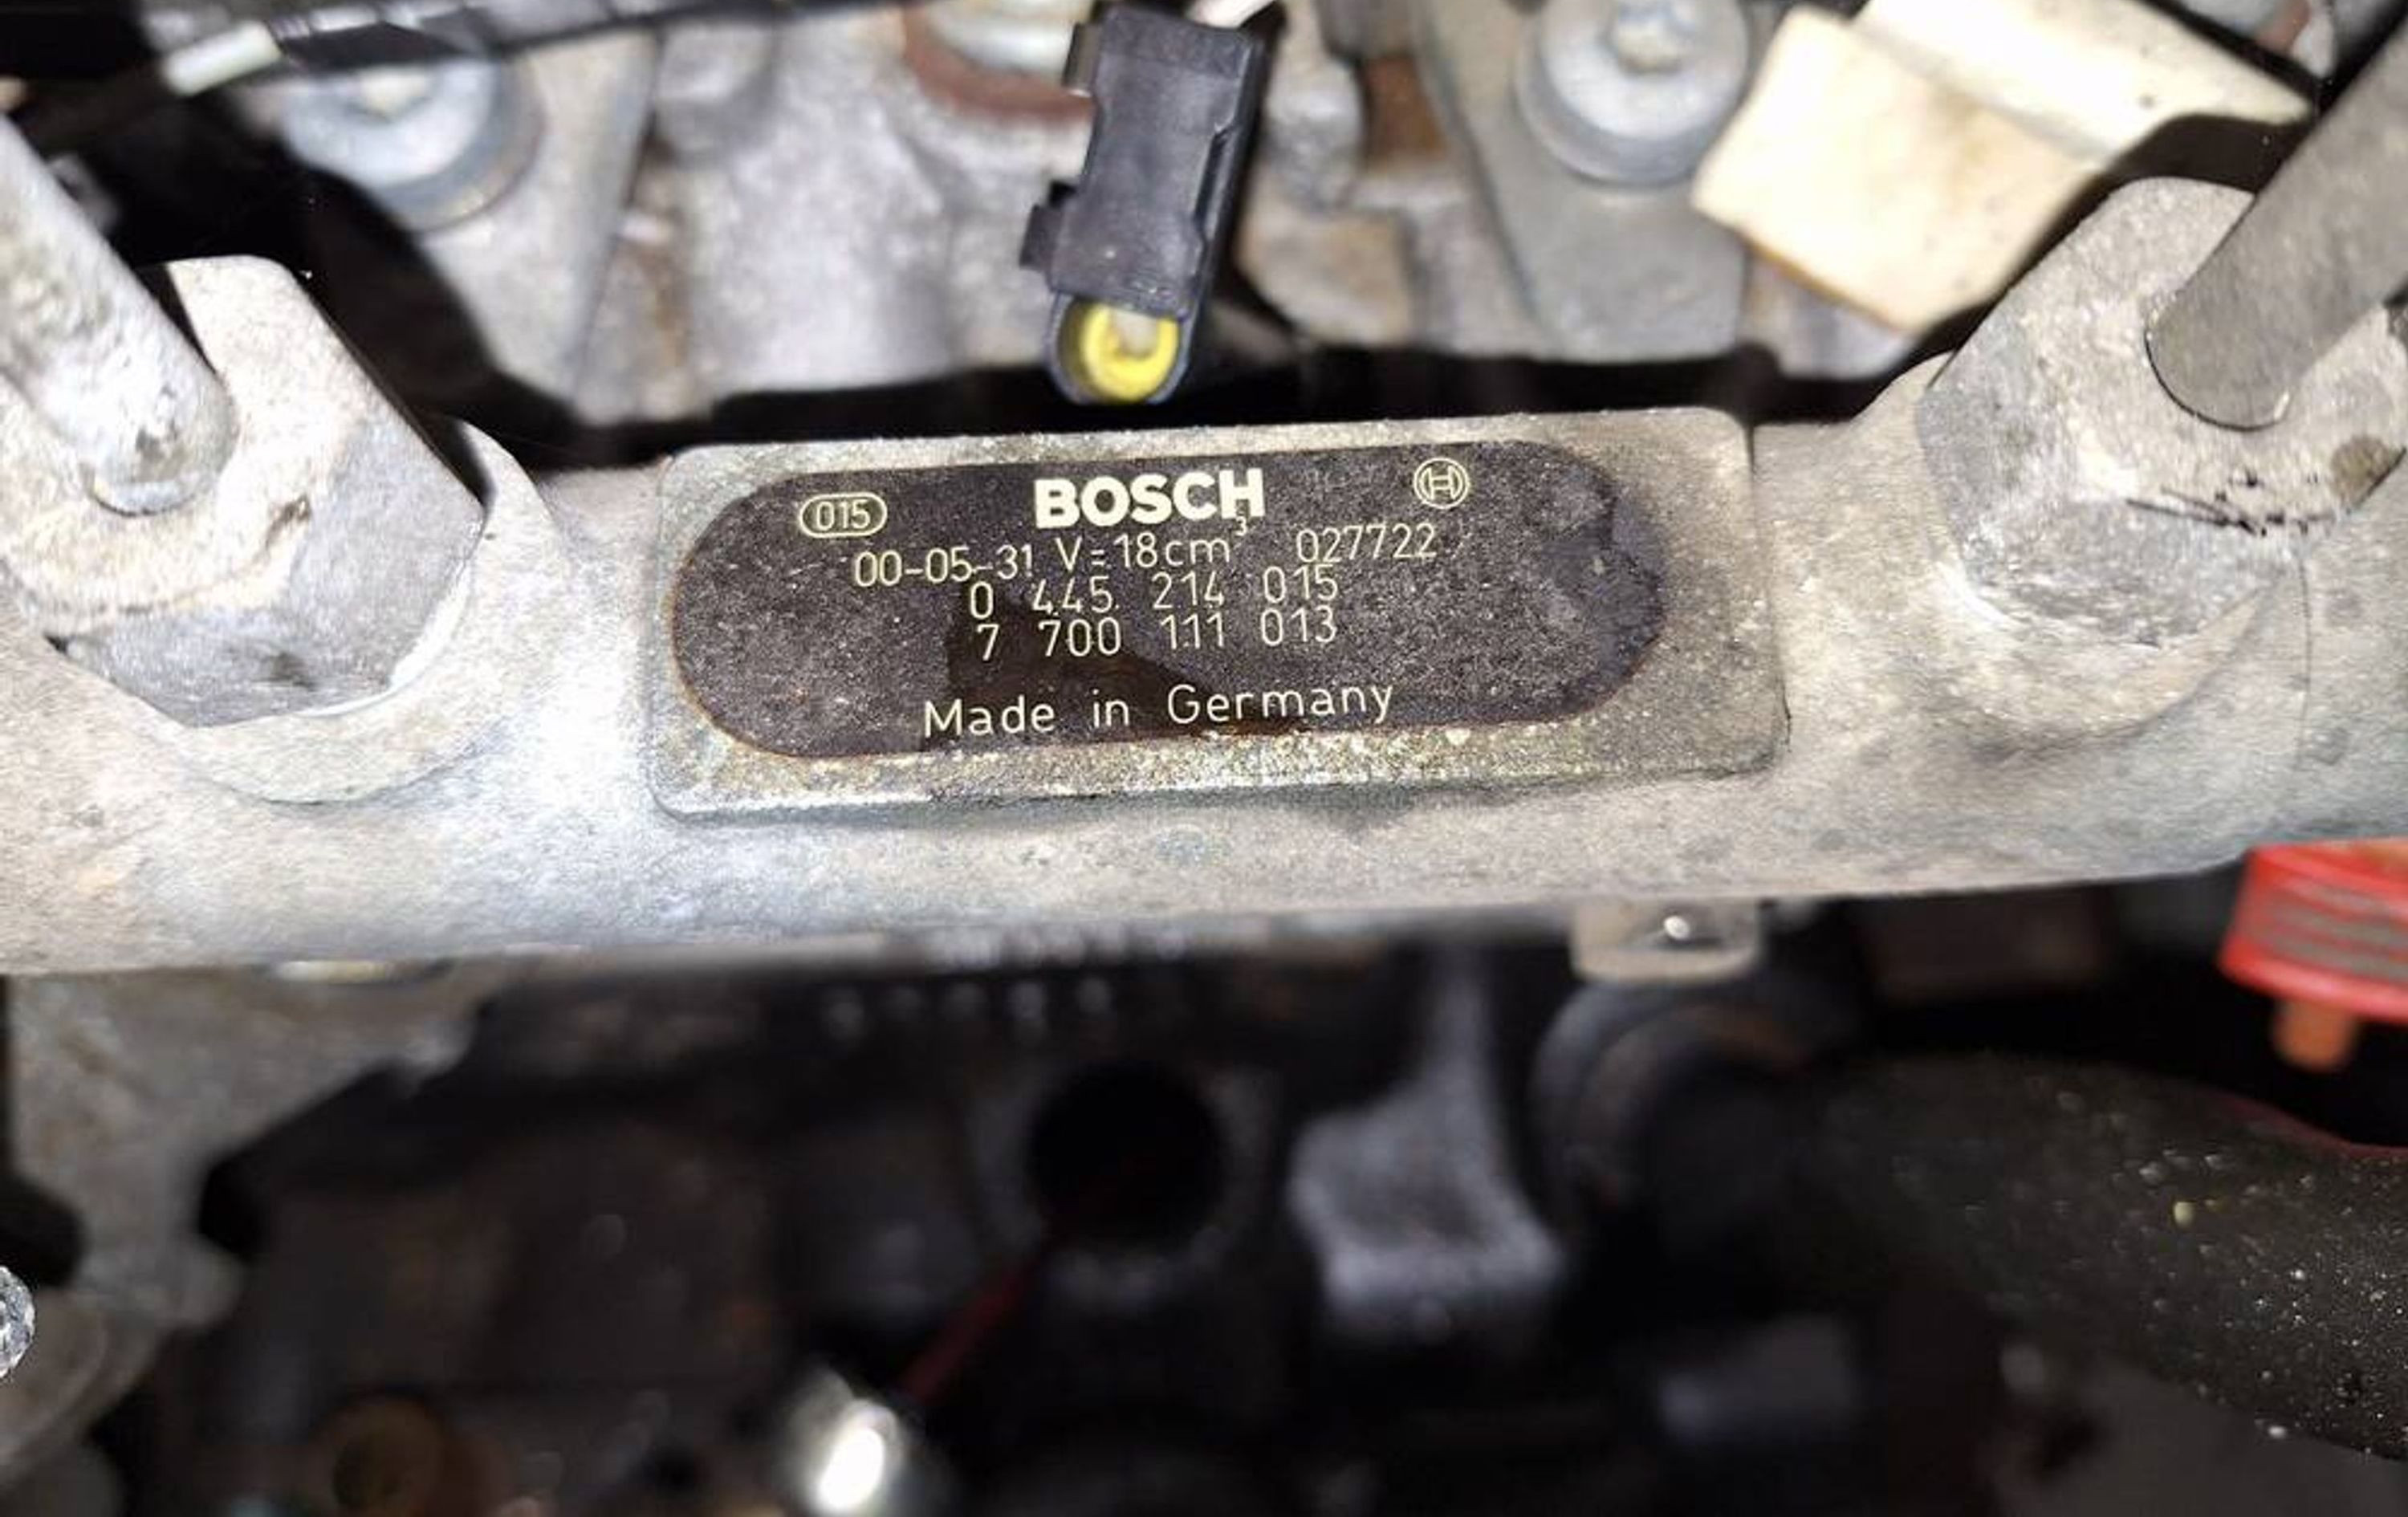 015 BOSCH
00-05-31 V=18cm³ 027722
0 445 214 015
7 700 111 013
Made in Germany